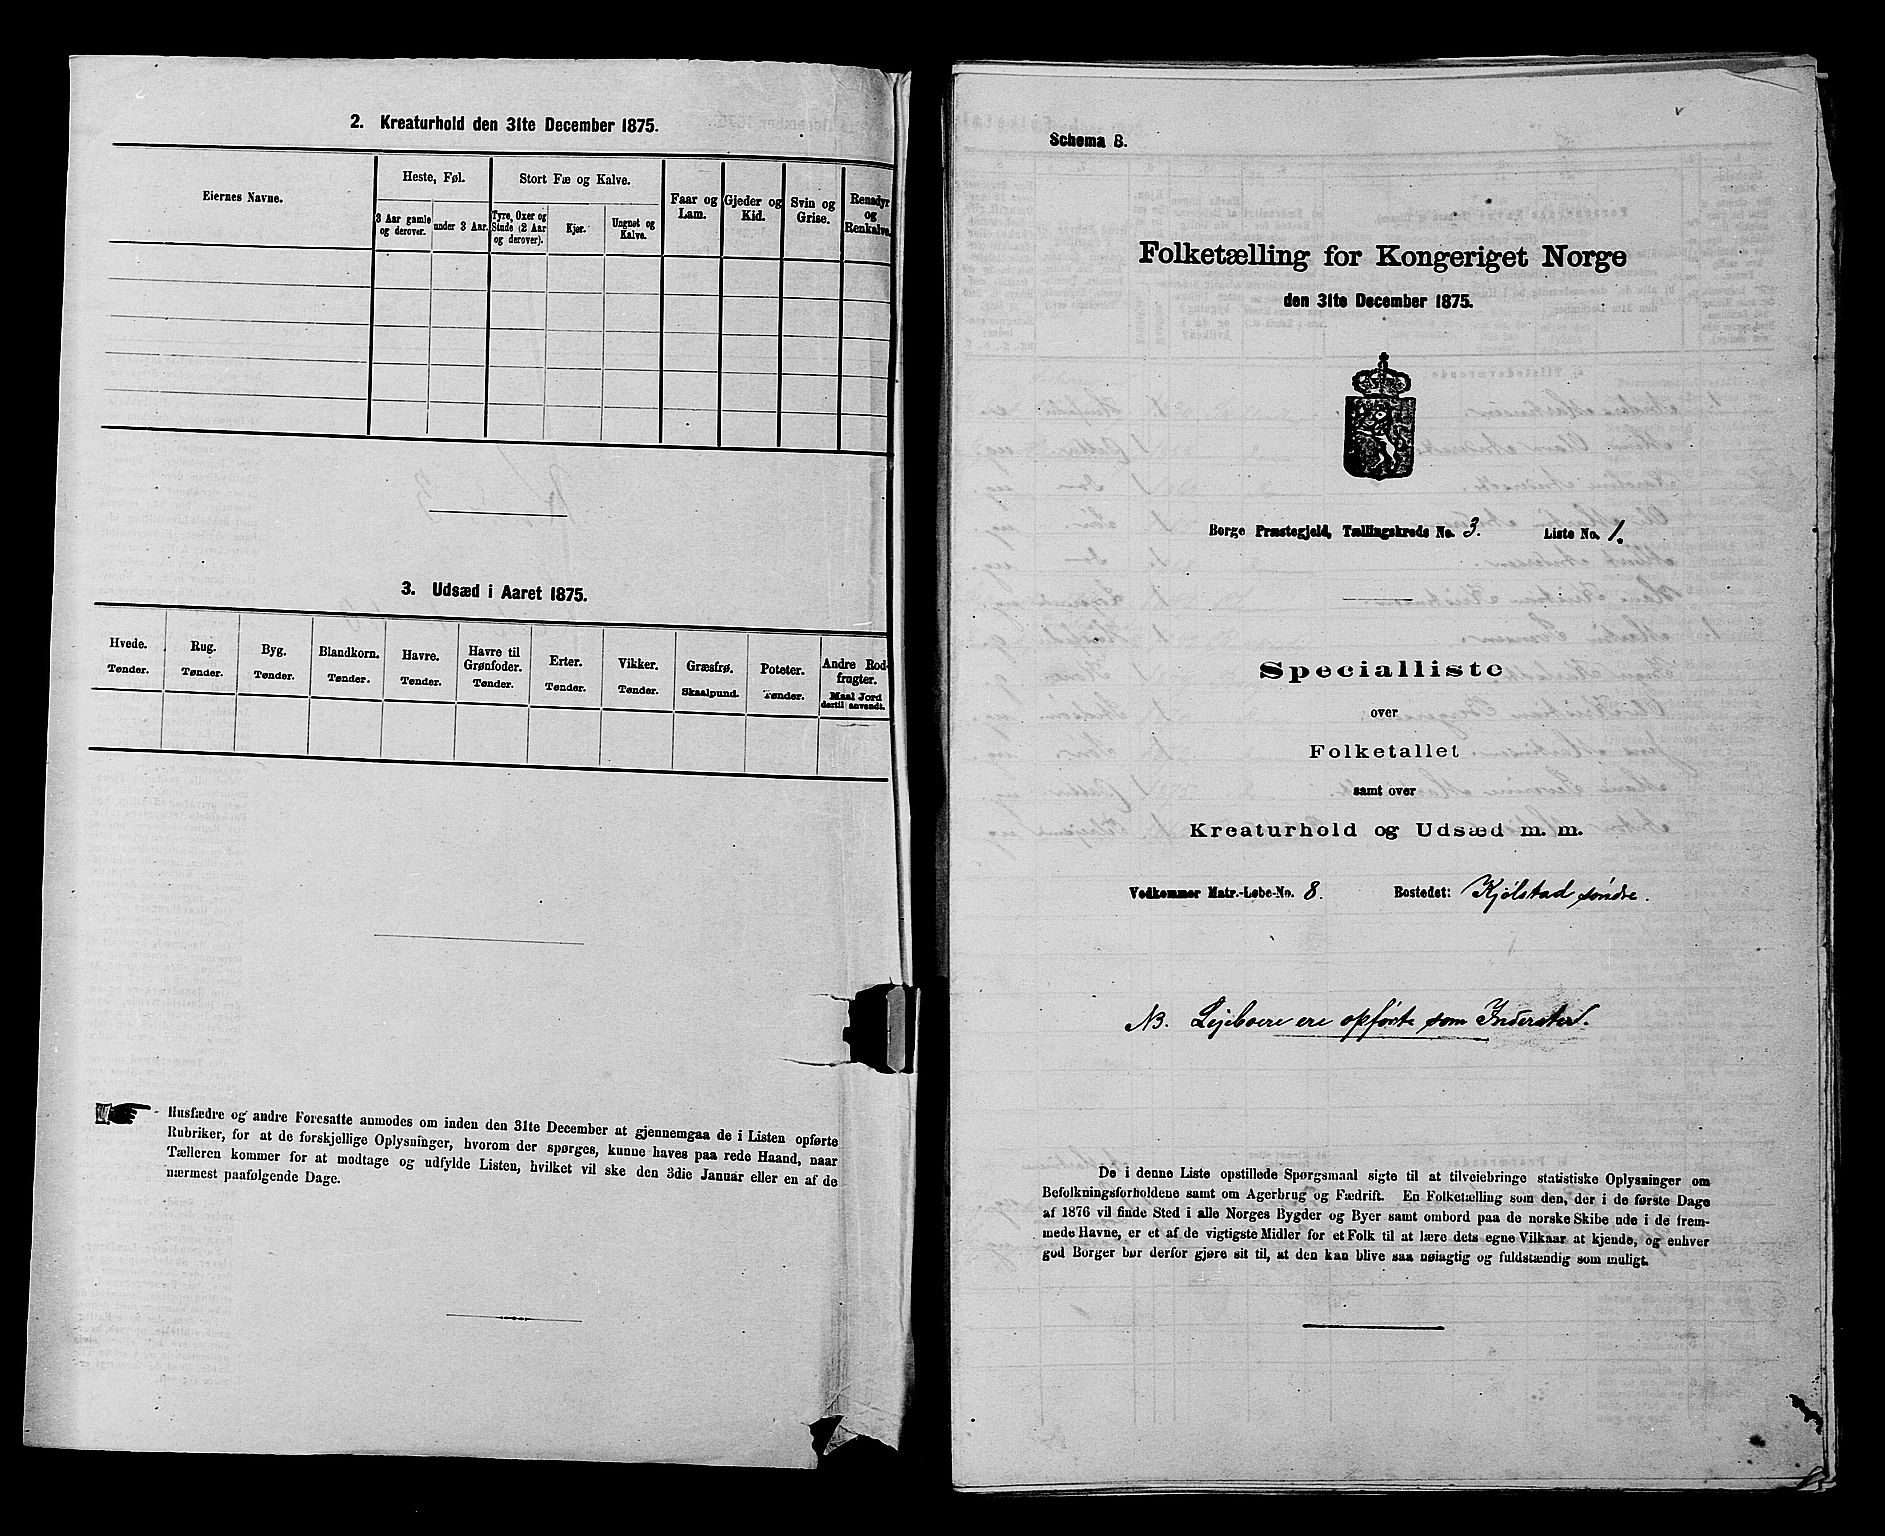 2. Kreaturhold den 31te December 1875.
Eiernes Navne.
Heste, Føl.
Stort Fæ og Kalve.
Faar og Lam.
Gjeder og Kid.
Svin og Grise.
Rensdyr og Renkalve.
3 Aar gamle og derover.
under 3 Aar.
Tyre, Oxer og Stude (2 Aar og derover).
Kjør.
Ungnøt og Kalve.
3. Udsæd i Aaret 1875.
Hvede. Rug. Byg. Blandkorn. Havre. Havre til Grønfoder. Erter. Vikker. Græsfrø. Poteter. Andre Rodfrugter.
Tønder. Tønder. Tønder. Tønder. Tønder. Tønder. Tønder. Tønder. Skaalpund. Tønder. Maal Jord dertil anvendt.
Husfædre og andre Foresatte anmodes om inden den 31te December at gjennemgaa de i Listen opførte
Rubriker, for at de forskjellige Oplysninger, hvorom der spørges, kunne haves paa rede Haand, naar
Tælleren kommer for at modtage og udfylde Listen, hvilket vil ske den 3die Januar eller en af de
nærmest paafølgende Dage.
Schema B.
Folketælling for Kongeriget Norge
den 31te December 1875.
Borge Præstegjeld, Tællingskreds No. 3. Liste No. 1.
Specialliste
over
Folketallet
samt over
Kreaturhold og Udsæd m. m.
Vedkommer Matr.-Løbe-No. 8. Bostedet: Kjølstad søndre.
NB. Lejeboere ere opførte som Inderster.
De i denne Liste opstillede Spørgsmaal sigte til at tilveiebringe statistiske Oplysninger om
Befolkningsforholdene samt om Agerbrug og Fædrift. En Folketælling som den, der i de første Dage
af 1876 vil finde Sted i alle Norges Bygder og Byer samt ombord paa de norske Skibe ude i de frem-
mede Havne, er et af de vigtigste Midler for et Folk til at lære dets egne Vilkaar at kjende, og enhver
god Borger bør derfor gjøre sit til, at den kan blive saa nøiagtig og fuldstændig som muligt.